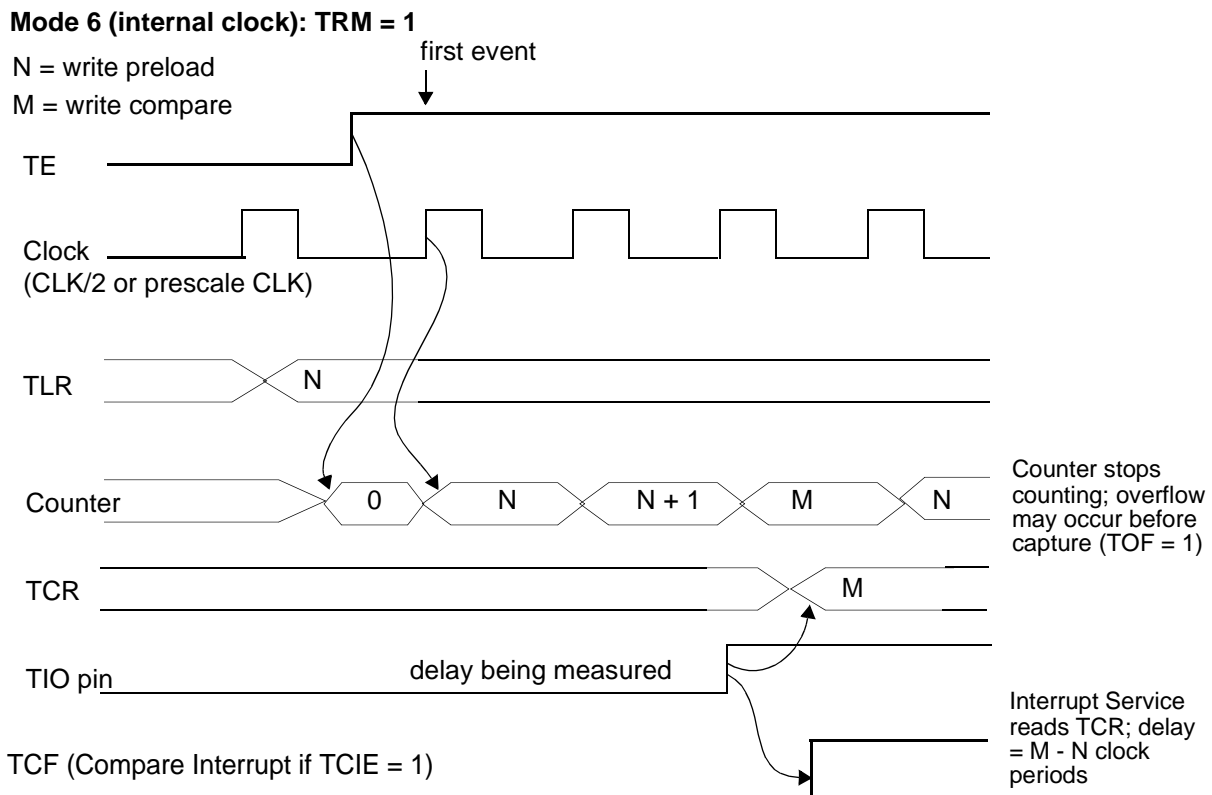 Mode 6 (internal clock): TRM = 1
first event
N = write preload
M = write compare
TE
Clock
(CLK/2 or prescale CLK)
TLR
N
Counter
0
N
N + 1
M
N
Counter stops
counting; overflow
may occur before
capture (TOF = 1)
TCR
M
TIO pin
delay being measured
Interrupt Service
reads TCR; delay
= M - N clock
periods
TCF (Compare Interrupt if TCIE = 1)